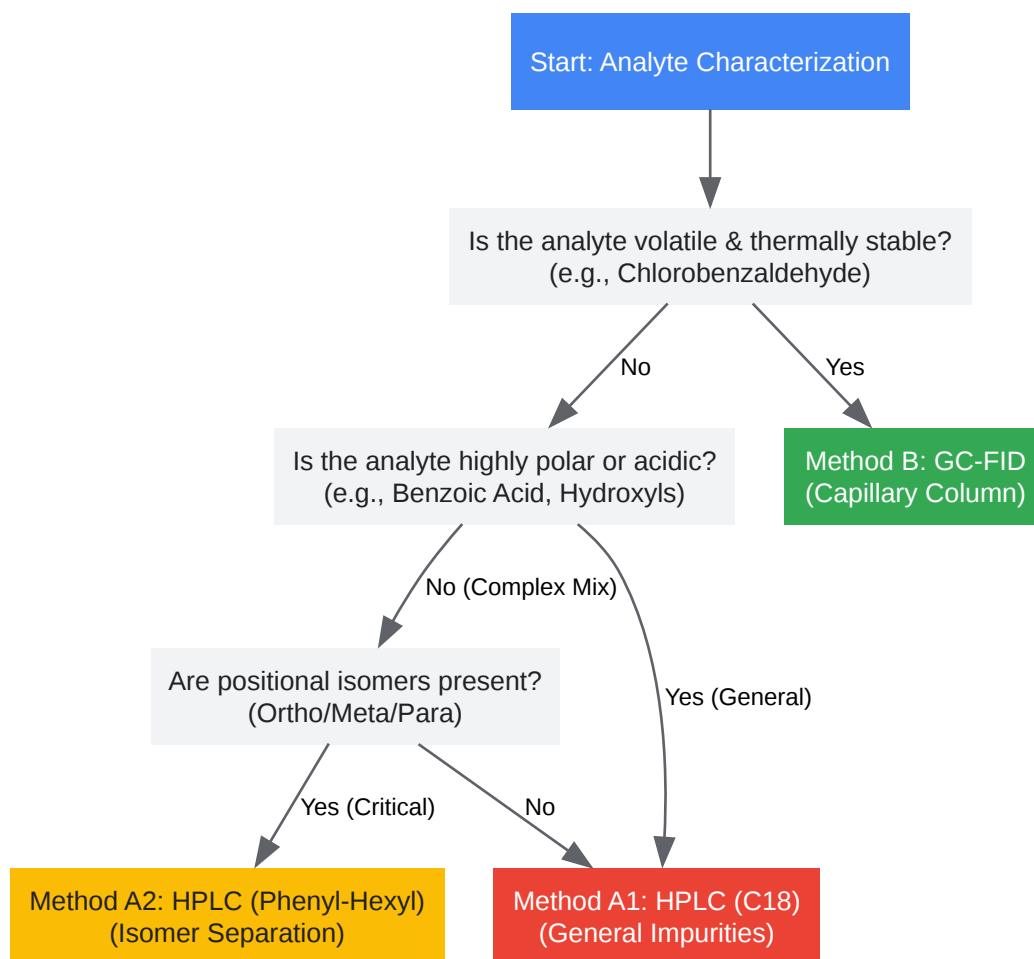 Start: Analyte Characterization
Is the analyte volatile & thermally stable?
(e.g., Chlorobenzaldehyde)
No
Yes
Is the analyte highly polar or acidic?
(e.g., Benzoic Acid, Hydroxyls)
Method B: GC-FID
(Capillary Column)
No (Complex Mix)
Are positional isomers present?
(Ortho/Meta/Para)
Yes (General)
Yes (Critical)
No
Method A2: HPLC (Phenyl-Hexyl)
(Isomer Separation)
Method A1: HPLC (C18)
(General Impurities)